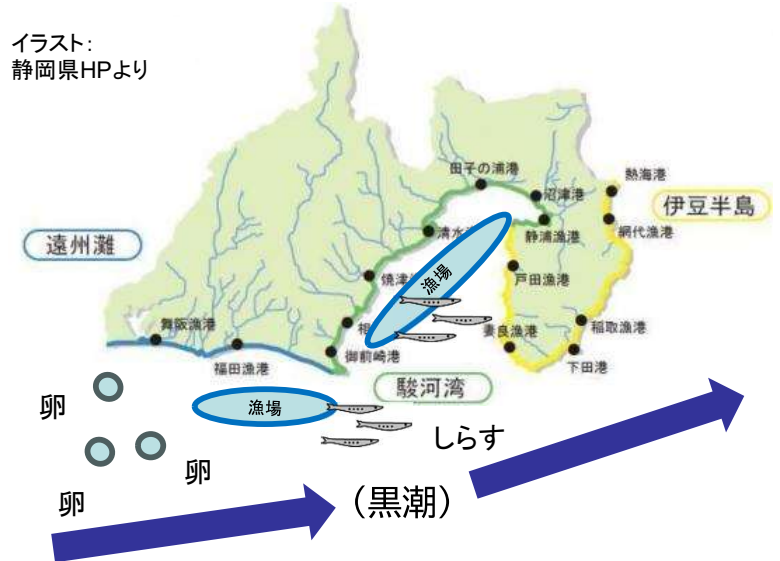 イラスト：
静岡県HPより
田子の浦港
熱海港
沼津港
伊豆半島
静浦漁港
網代漁港
清水
遠州灘
漁場
焼津
戸田漁港
舞阪漁港
相
妻良漁港
稲取漁港
福田漁港
御前崎港
下田港
駿河湾
卵
漁場
しらす
卵
卵
（黒潮）